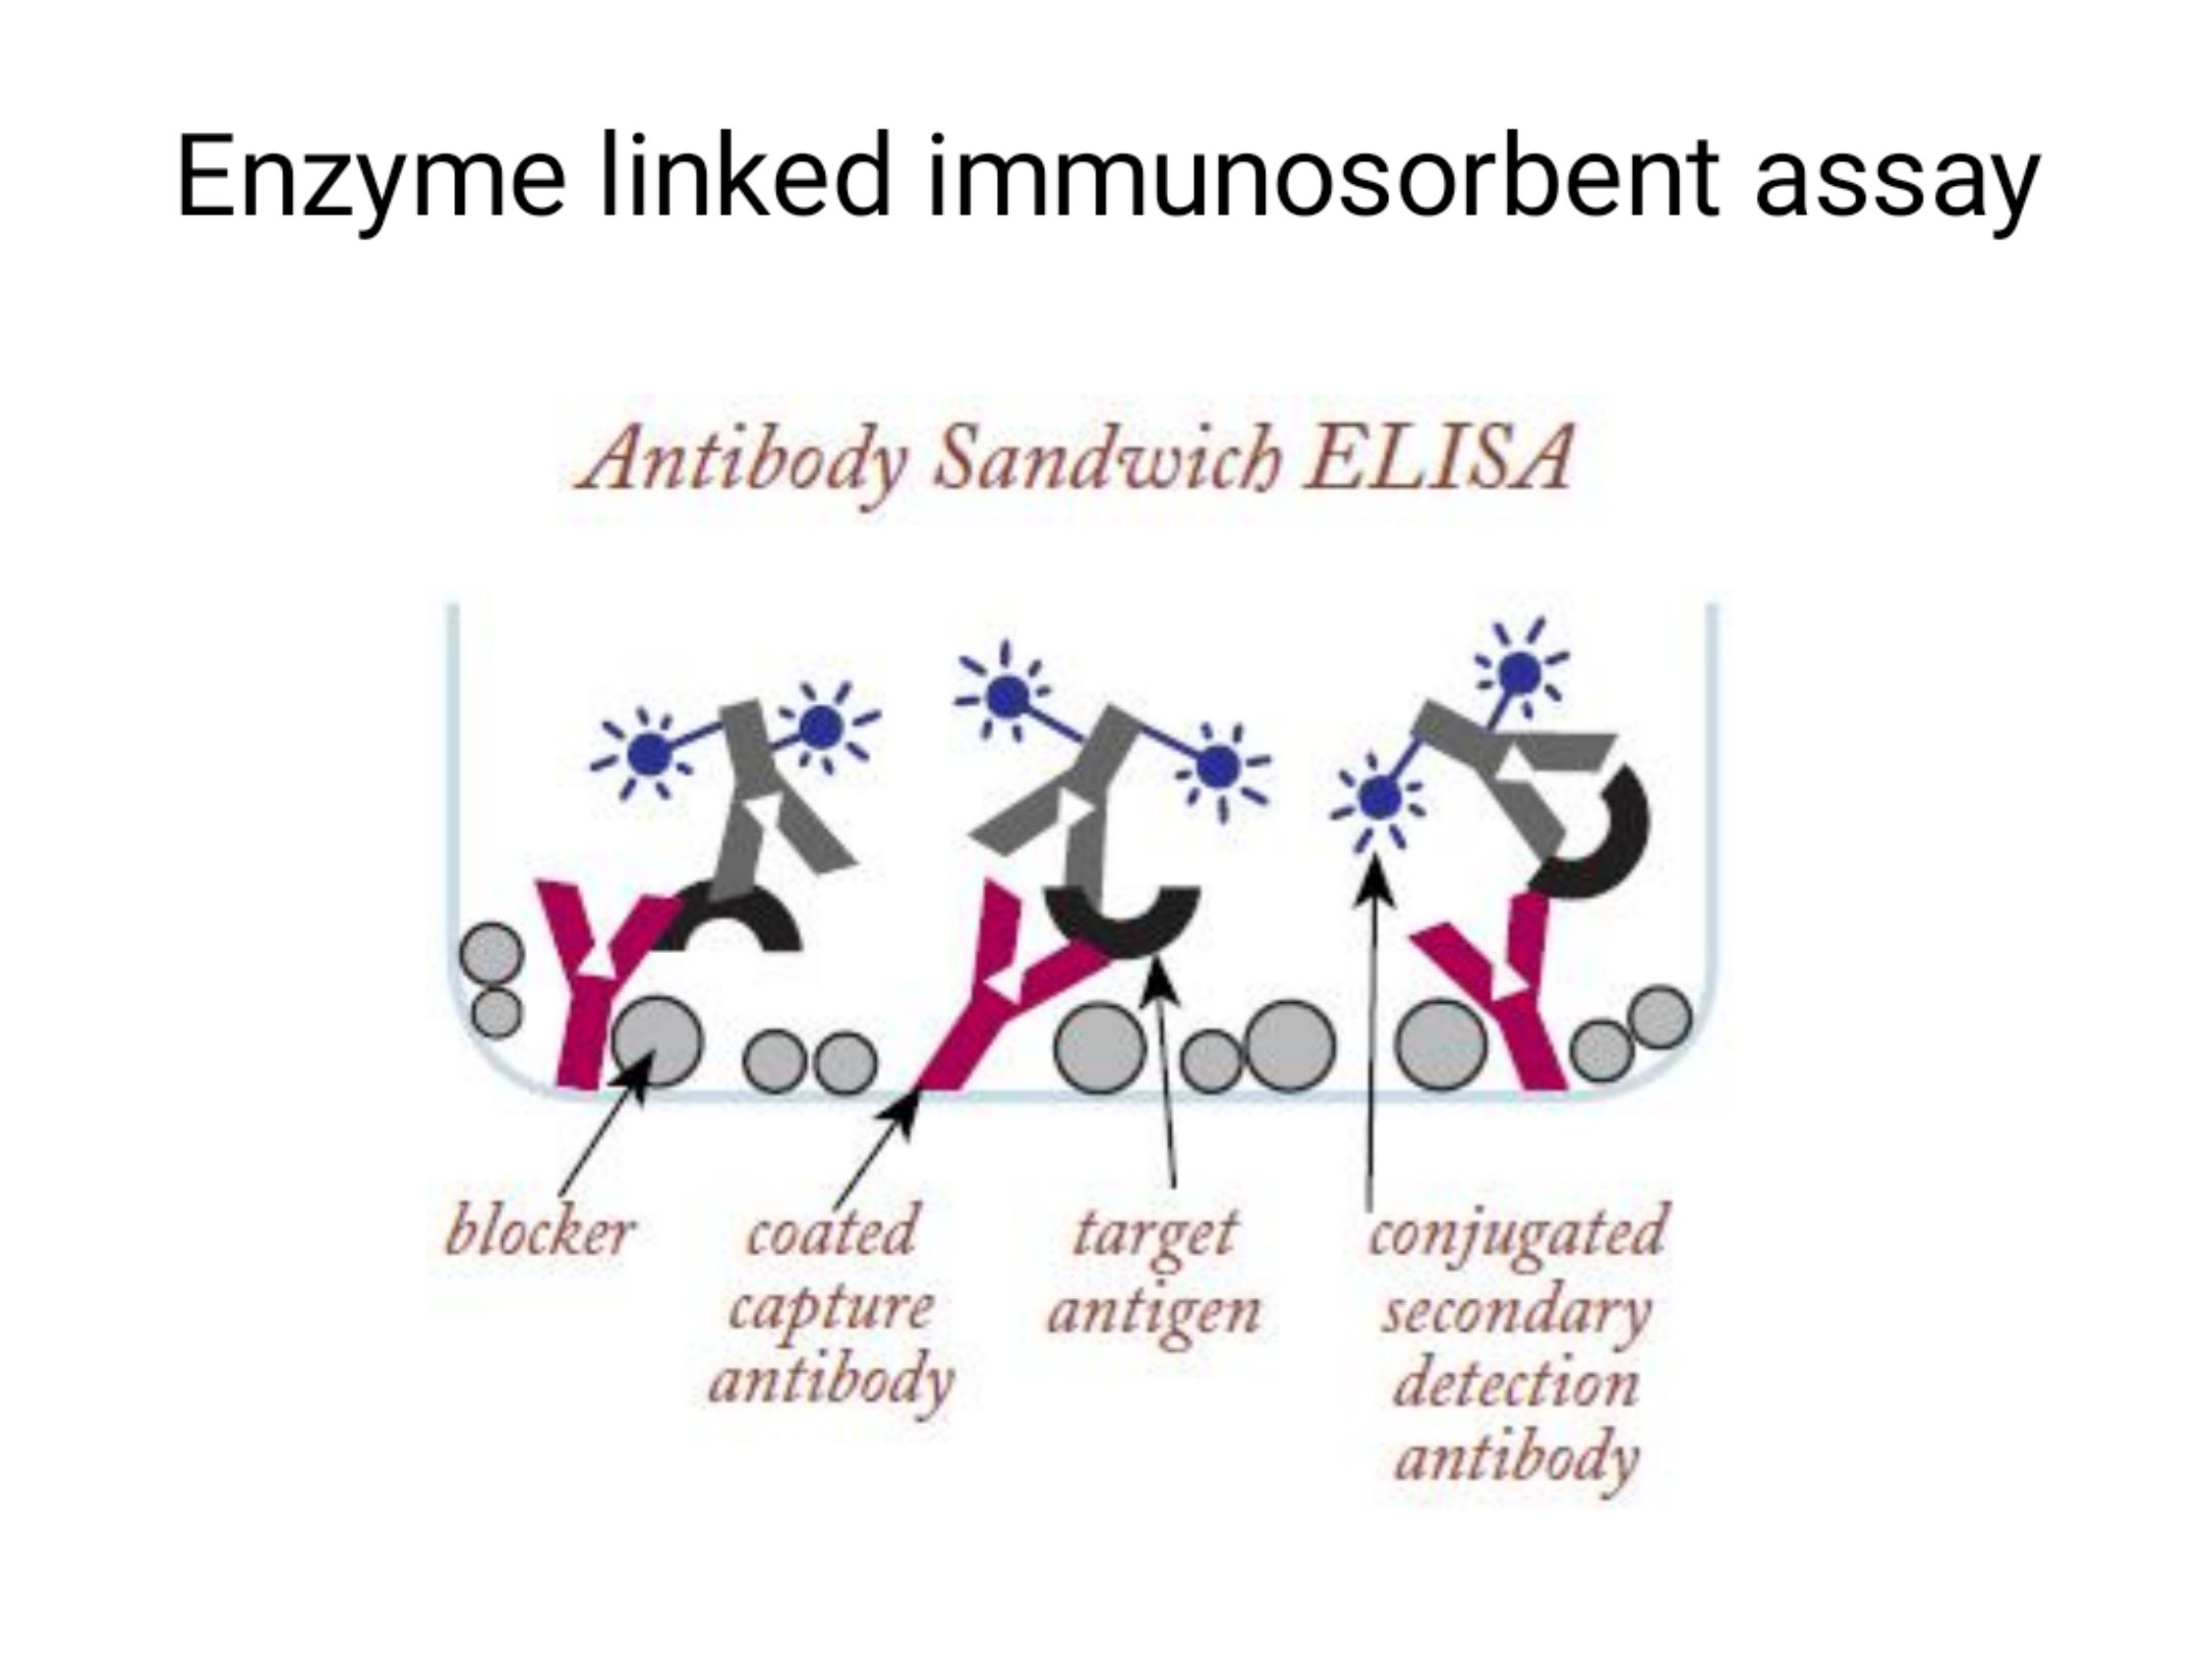 Enzyme linked immunosorbent assay
Antibody Sandwich ELISA
blocker
coated
capture
antibody
target
antigen
conjugated
secondary
detection
antibody